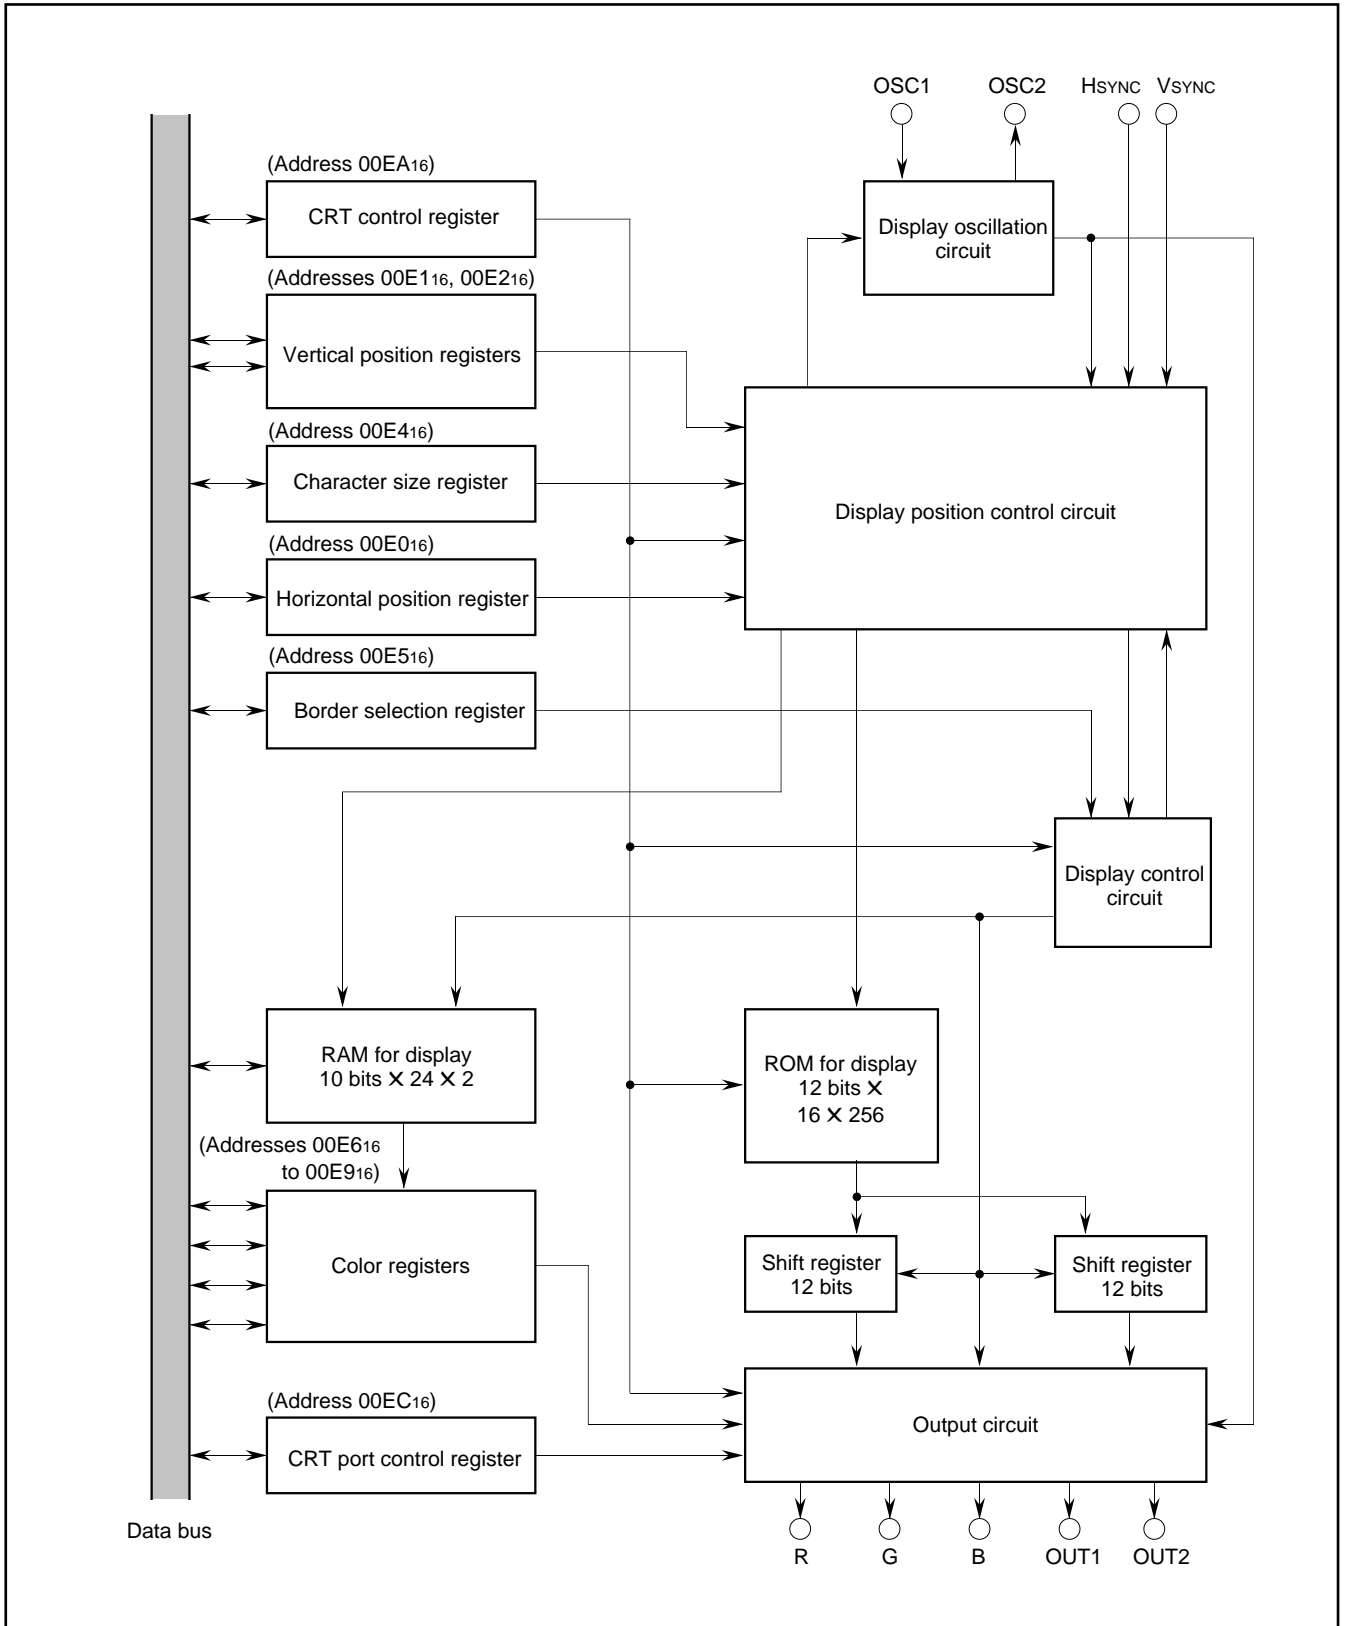 OSC1 OSC2 HSYNC VSYNC
(Address 00EA16)
CRT control register
Display oscillation
circuit
(Addresses 00E116, 00E216)
Vertical position registers
(Address 00E416)
Character size register
Display position control circuit
(Address 00E016)
Horizontal position register
(Address 00E516)
Border selection register
Display control
circuit
RAM for display
10 bits × 24 × 2
ROM for display
12 bits ×
16 × 256
(Addresses 00E616
to 00E916)
Color registers
Shift register
12 bits
Shift register
12 bits
(Address 00EC16)
CRT port control register
Output circuit
Data bus
R G B OUT1 OUT2